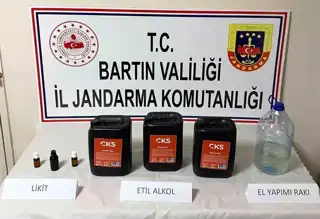 T.C.
BARTIN VALİLİĞİ
İL JANDARMA KOMUTANLIĞI
JANDARMA
CKS
CKS
CKS
LİKİT
ETİL ALKOL
EL YAPIMI RAKI